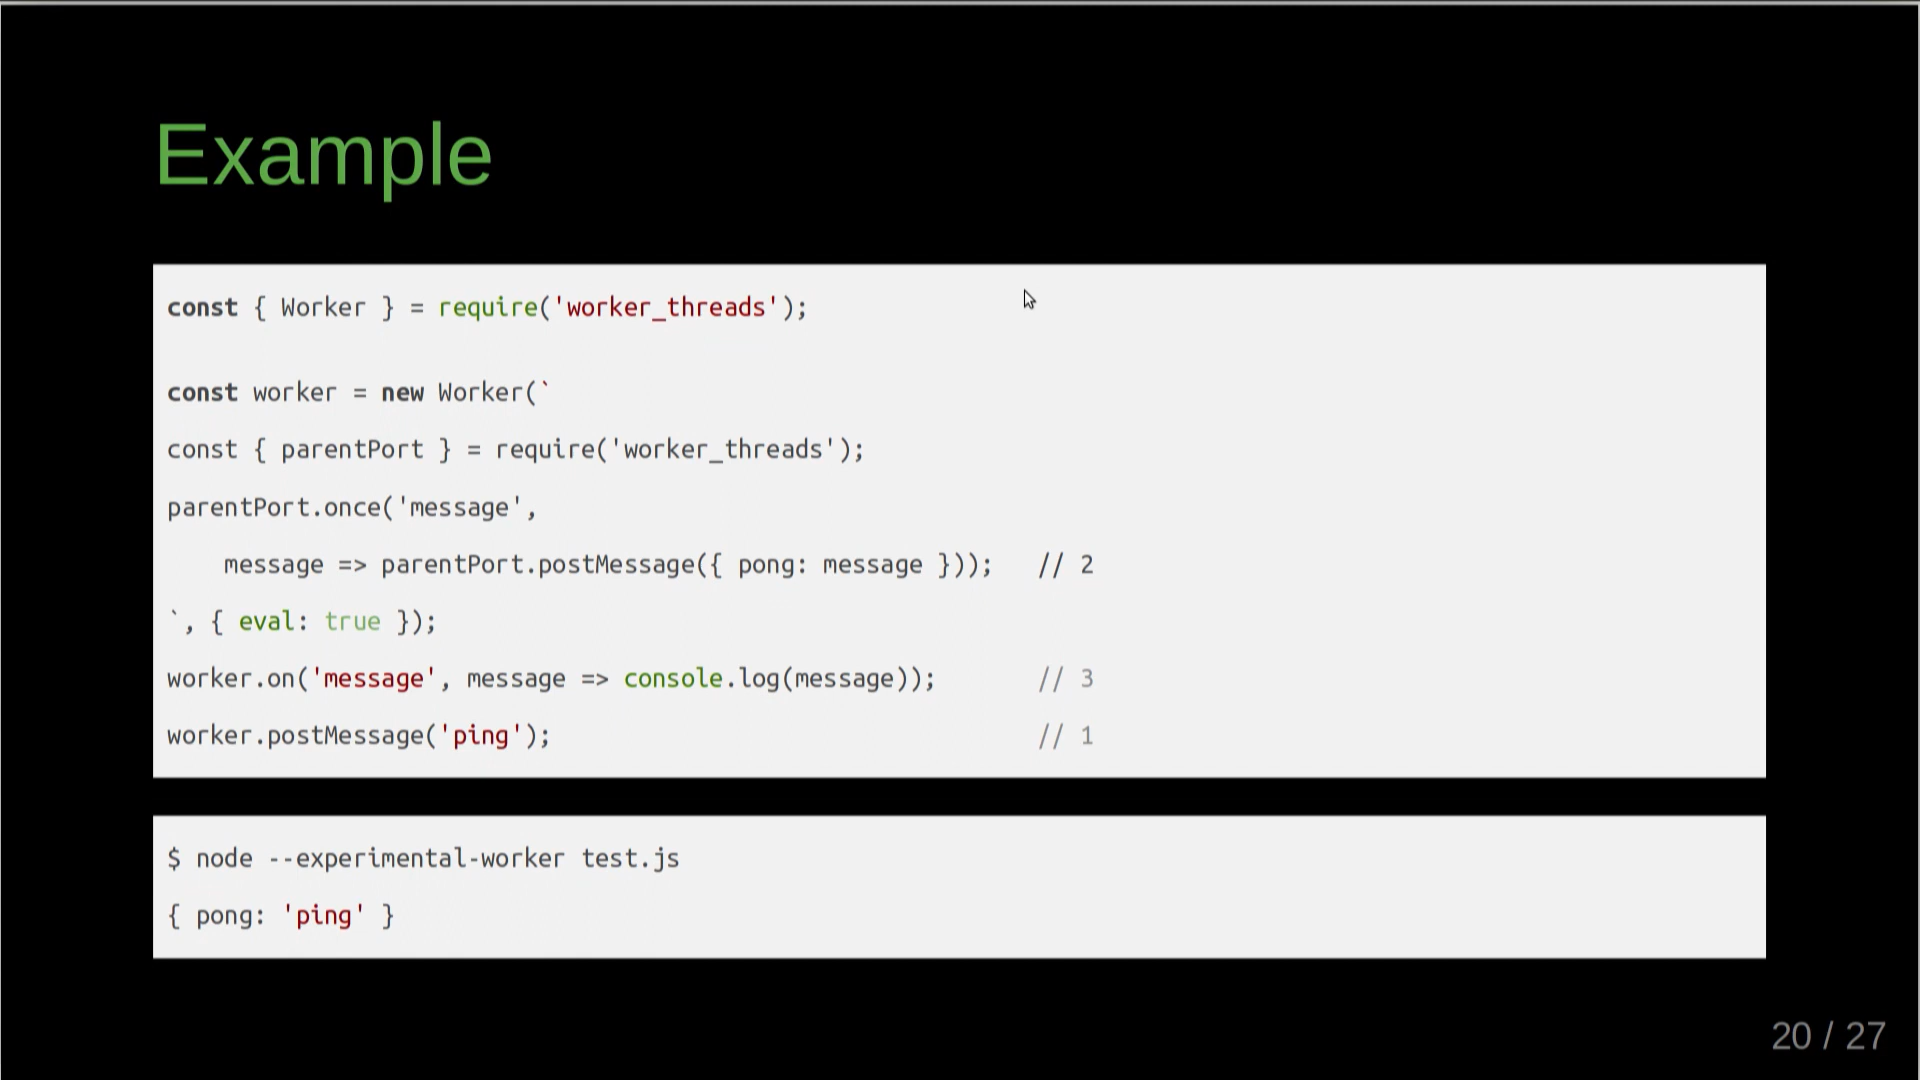 Example
const { Worker } = require('worker_threads');
const worker = new Worker(`
const { parentPort } = require('worker_threads');
parentPort.once('message',
    message => parentPort.postMessage({ pong: message }));   // 2
`, { eval: true });
worker.on('message', message => console.log(message));       // 3
worker.postMessage('ping');                                  // 1
$ node --experimental-worker test.js
{ pong: 'ping' }
20 / 27